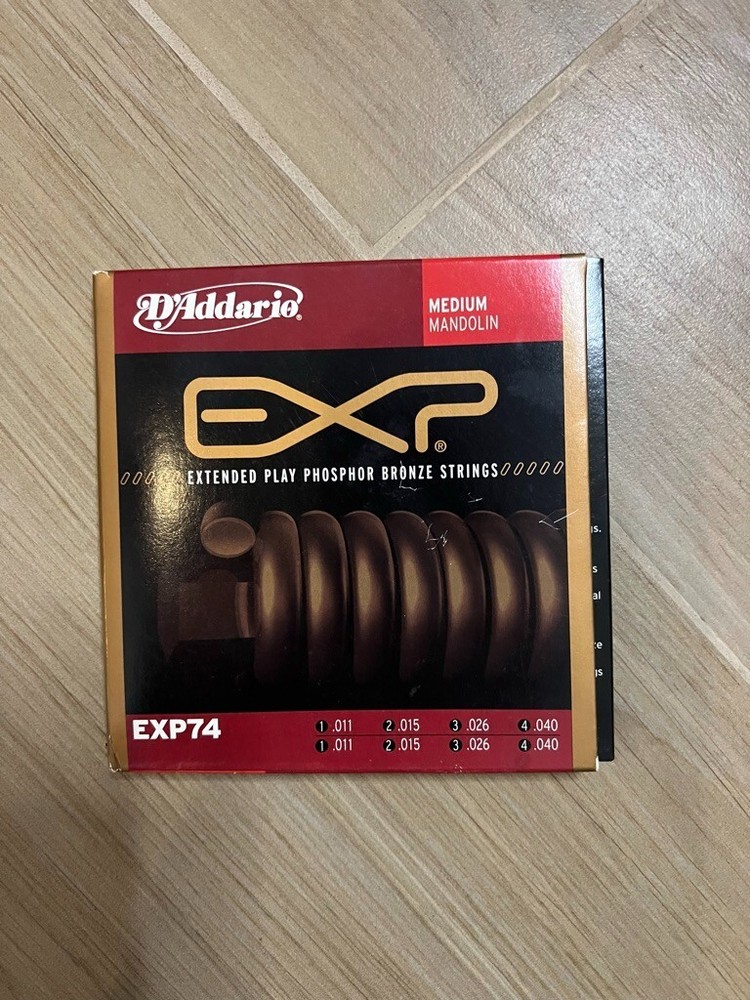 D'Addario®
MEDIUM
MANDOLIN
EXP®
EXTENDED PLAY PHOSPHOR BRONZE STRINGS
EXP74
1 .011 2 .015 3 .026 4 .040
1 .011 2 .015 3 .026 4 .040